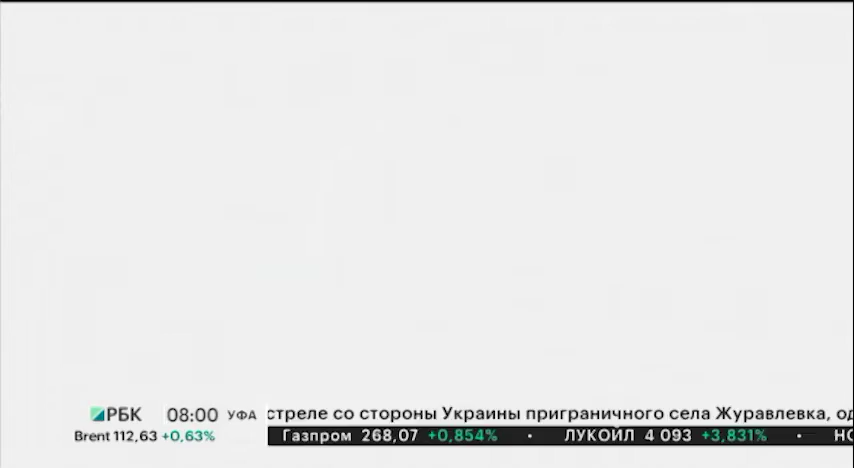 РБК 08:00 УФА стреле со стороны Украины приграничного села Журавлевка,
Brent 112,63 +0,63% Газпром 268,07 +0,854% · ЛУКОЙЛ 4 093 +3,831% ·